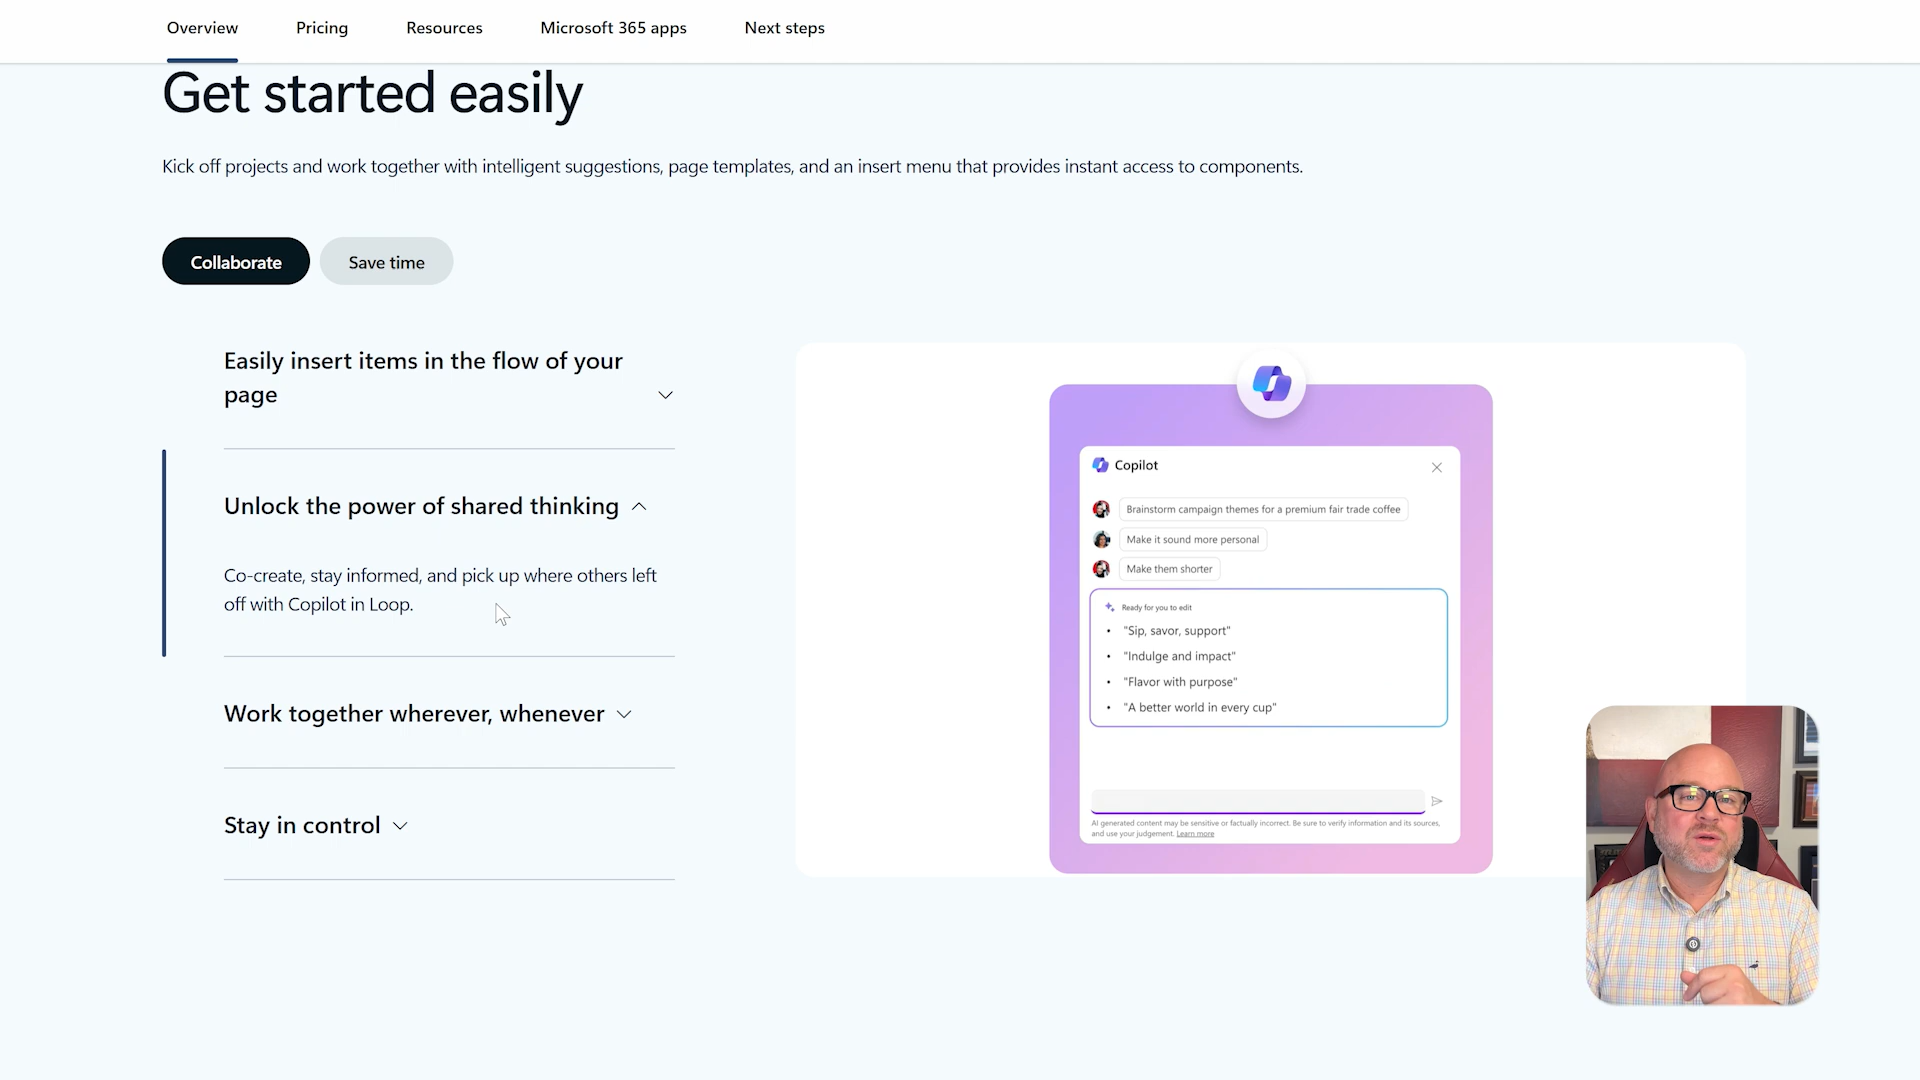 Overview Pricing Resources Microsoft 365 apps Next steps
Get started easily
Kick off projects and work together with intelligent suggestions, page templates, and an insert menu that provides instant access to components.
Collaborate Save time
Easily insert items in the flow of your
page
Unlock the power of shared thinking
Co-create, stay informed, and pick up where others left
off with Copilot in Loop.
Work together wherever, whenever
Stay in control
Copilot
Brainstorm campaign themes for a premium fair trade coffee
Make it sound more personal
Make them shorter
Ready for you to edit
• "Sip, savor, support"
• "Indulge and impact"
• "Flavor with purpose"
• "A better world in every cup"
AI generated content may be sensitive or factually incorrect. Be sure to verify information and its sources,
and use your judgement. Learn more